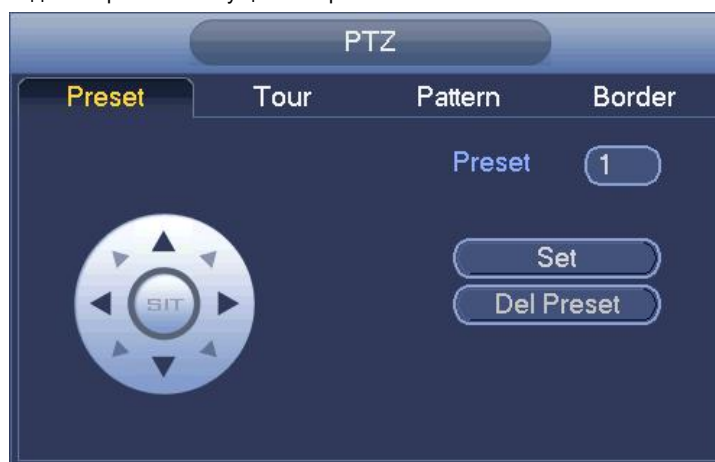 PTZ
Preset Tour Pattern Border
Preset 1
Set
SIT
Del Preset